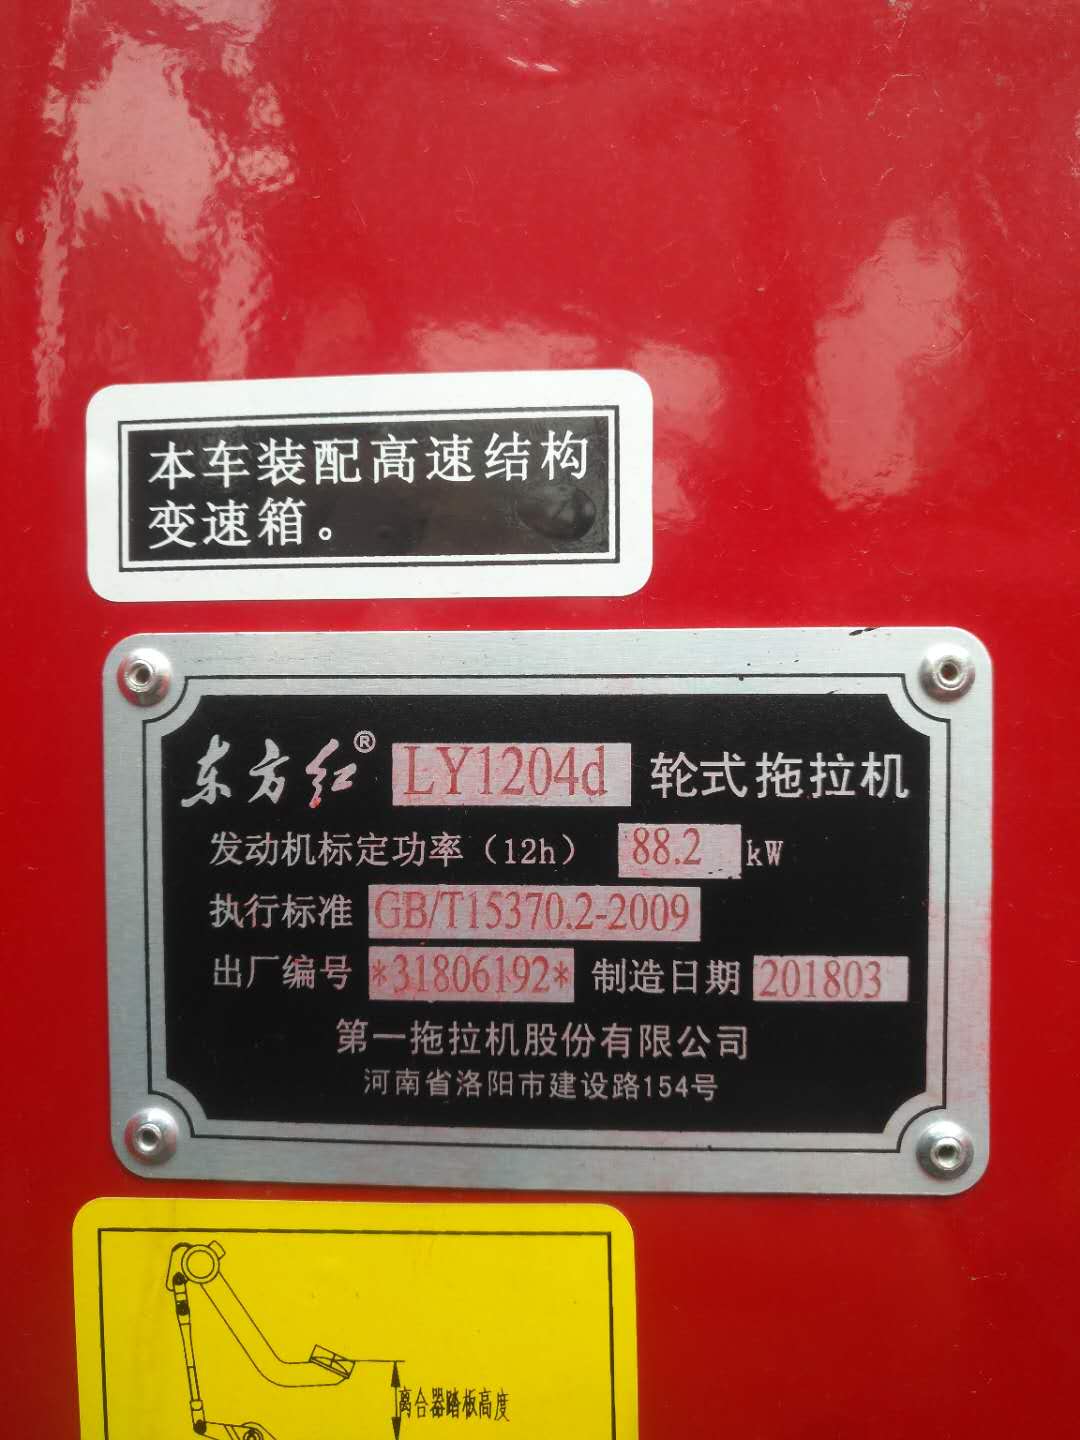 本车装配高速结构
变速箱。
东方红® LY1204d 轮式拖拉机
发动机标定功率（12h） 88.2 kW
执行标准 GB/T15370.2-2009
出厂编号 *31806192* 制造日期 201803
第一拖拉机股份有限公司
河南省洛阳市建设路154号
离合器踏板高度